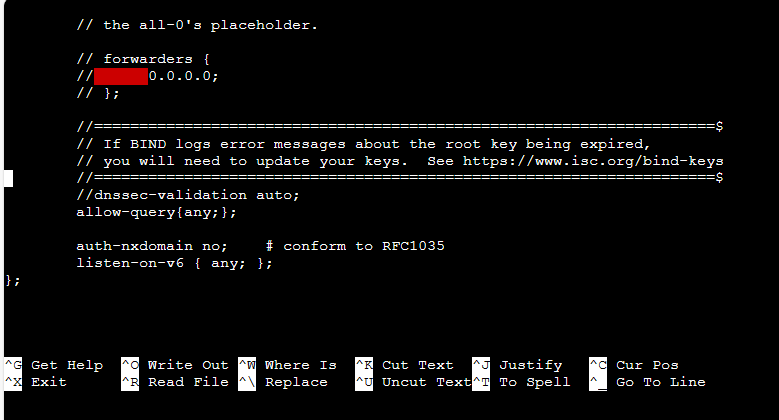 // the all-0's placeholder.
// forwarders {
// 0.0.0.0;
// };
//=====================================================================$
// If BIND logs error messages about the root key being expired,
// you will need to update your keys.  See https://www.isc.org/bind-keys
//=====================================================================$
//dnssec-validation auto;
allow-query{any;};
auth-nxdomain no;    # conform to RFC1035
listen-on-v6 { any; };
};
^G Get Help  ^O Write Out ^W Where Is  ^K Cut Text  ^J Justify   ^C Cur Pos
^X Exit      ^R Read File ^\ Replace   ^U Uncut Text^T To Spell  ^_ Go To Line